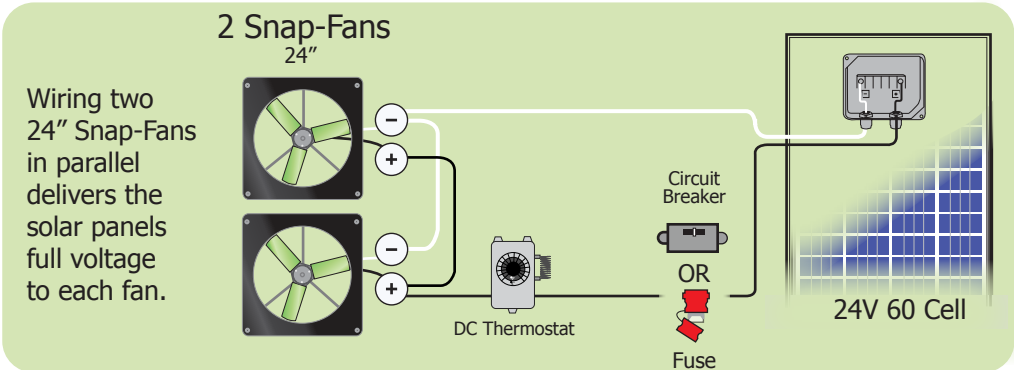 2 Snap-Fans
24”
Wiring two
24” Snap-Fans
in parallel
delivers the
solar panels
full voltage
to each fan.
−
+
−
+
DC Thermostat
Circuit
Breaker
OR
Fuse
−
+
24V 60 Cell